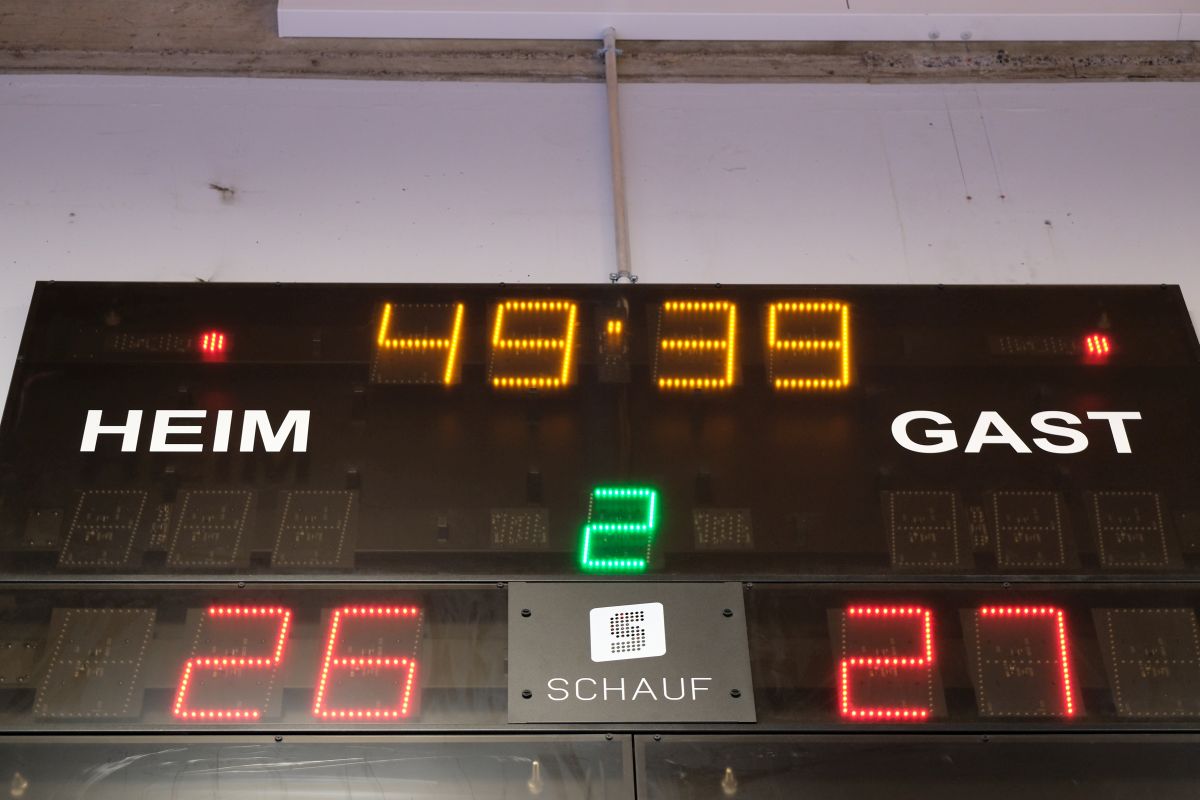 49:39
HEIM GAST
2
26 27
S
SCHAUF